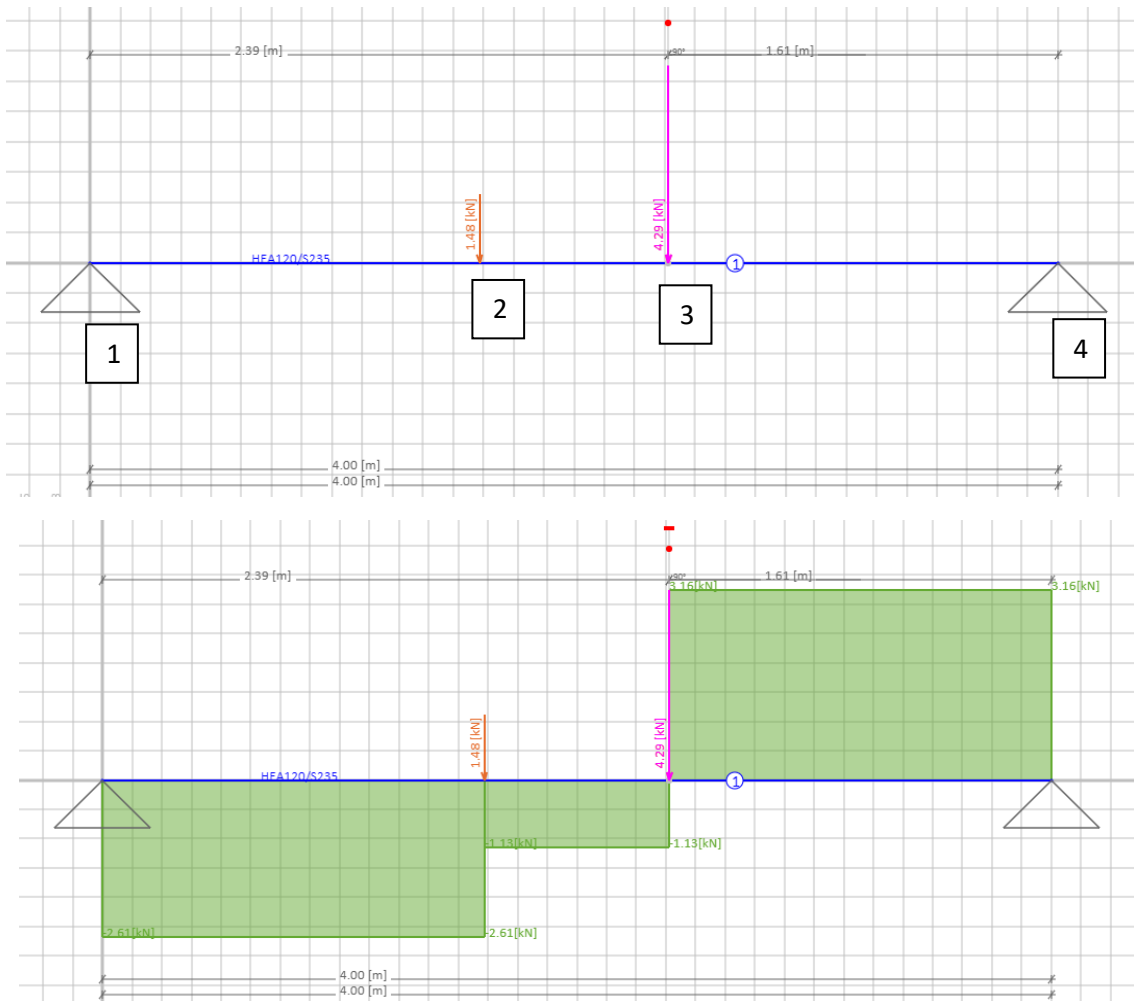 2.39 [m]
90°
1.61 [m]
1.48 [kN]
4.29 [kN]
HEA120/S235
1
2
3
1
4
4.00 [m]
4.00 [m]
2.39 [m]
90°
1.61 [m]
3.16[kN]
3.16[kN]
1.48 [kN]
4.29 [kN]
HEA120/S235
1
-1.13[kN]
-1.13[kN]
-2.61[kN]
-2.61[kN]
4.00 [m]
4.00 [m]